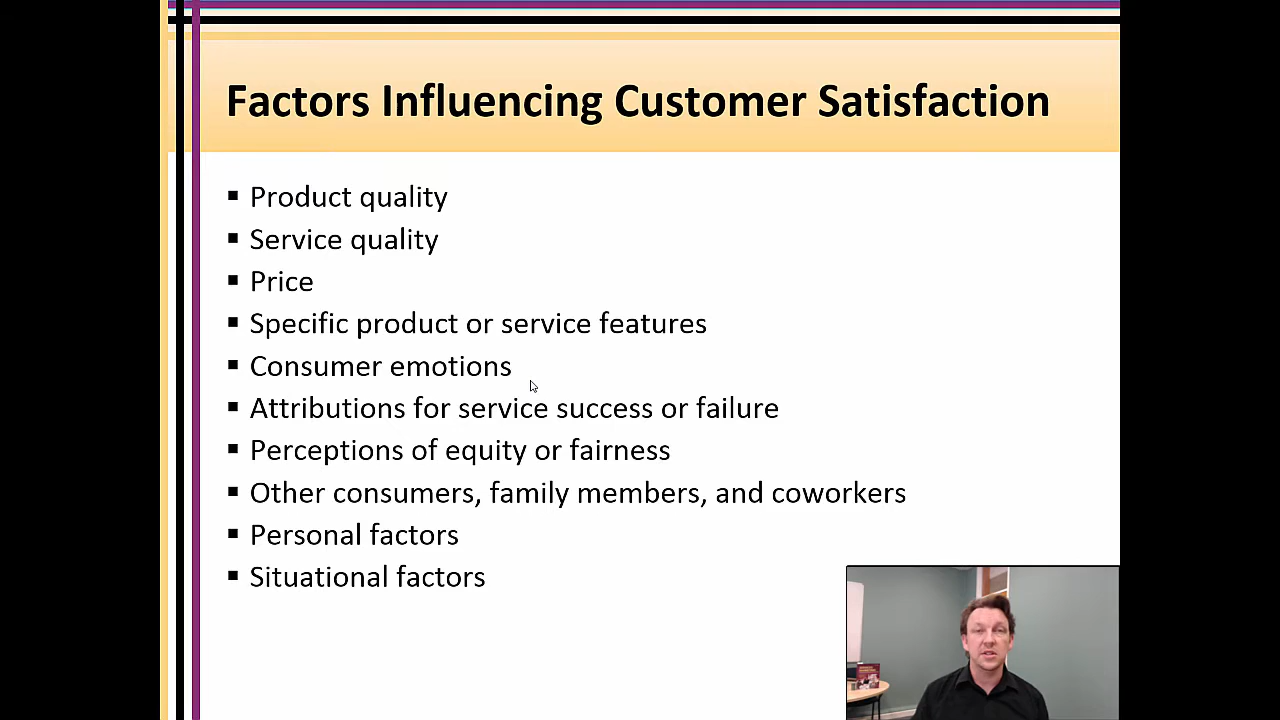 Factors Influencing Customer Satisfaction
▪ Product quality
▪ Service quality
▪ Price
▪ Specific product or service features
▪ Consumer emotions
▪ Attributions for service success or failure
▪ Perceptions of equity or fairness
▪ Other consumers, family members, and coworkers
▪ Personal factors
▪ Situational factors